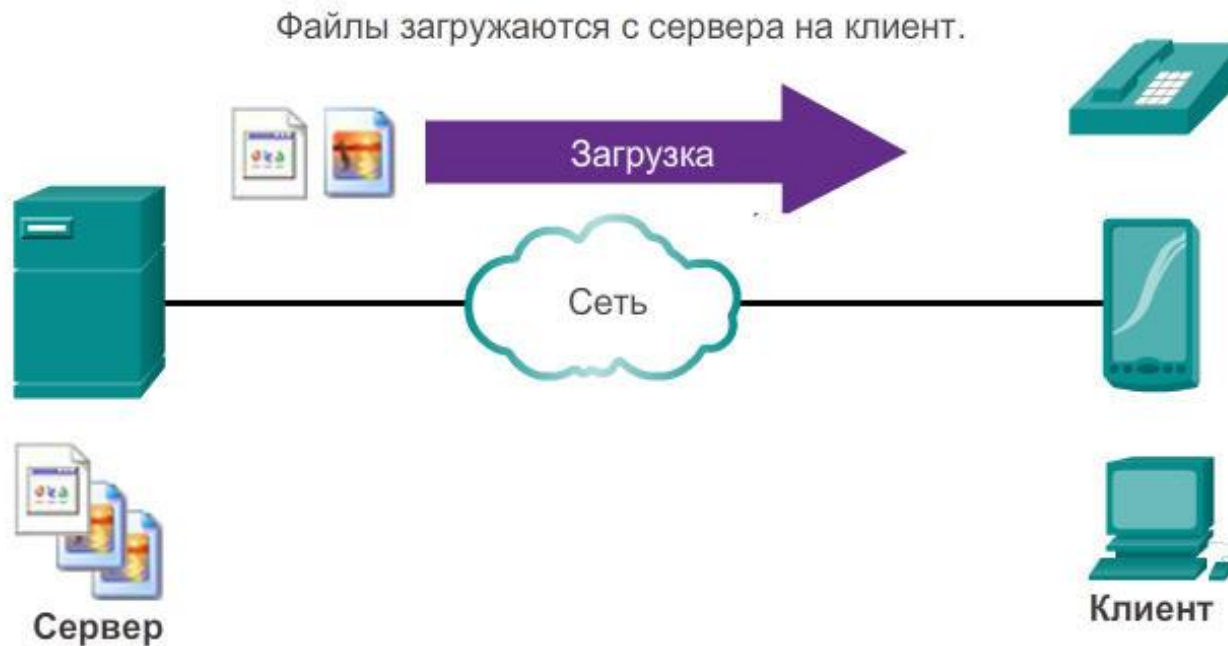 Файлы загружаются с сервера на клиент.
Загрузка
Сеть
Сервер
Клиент